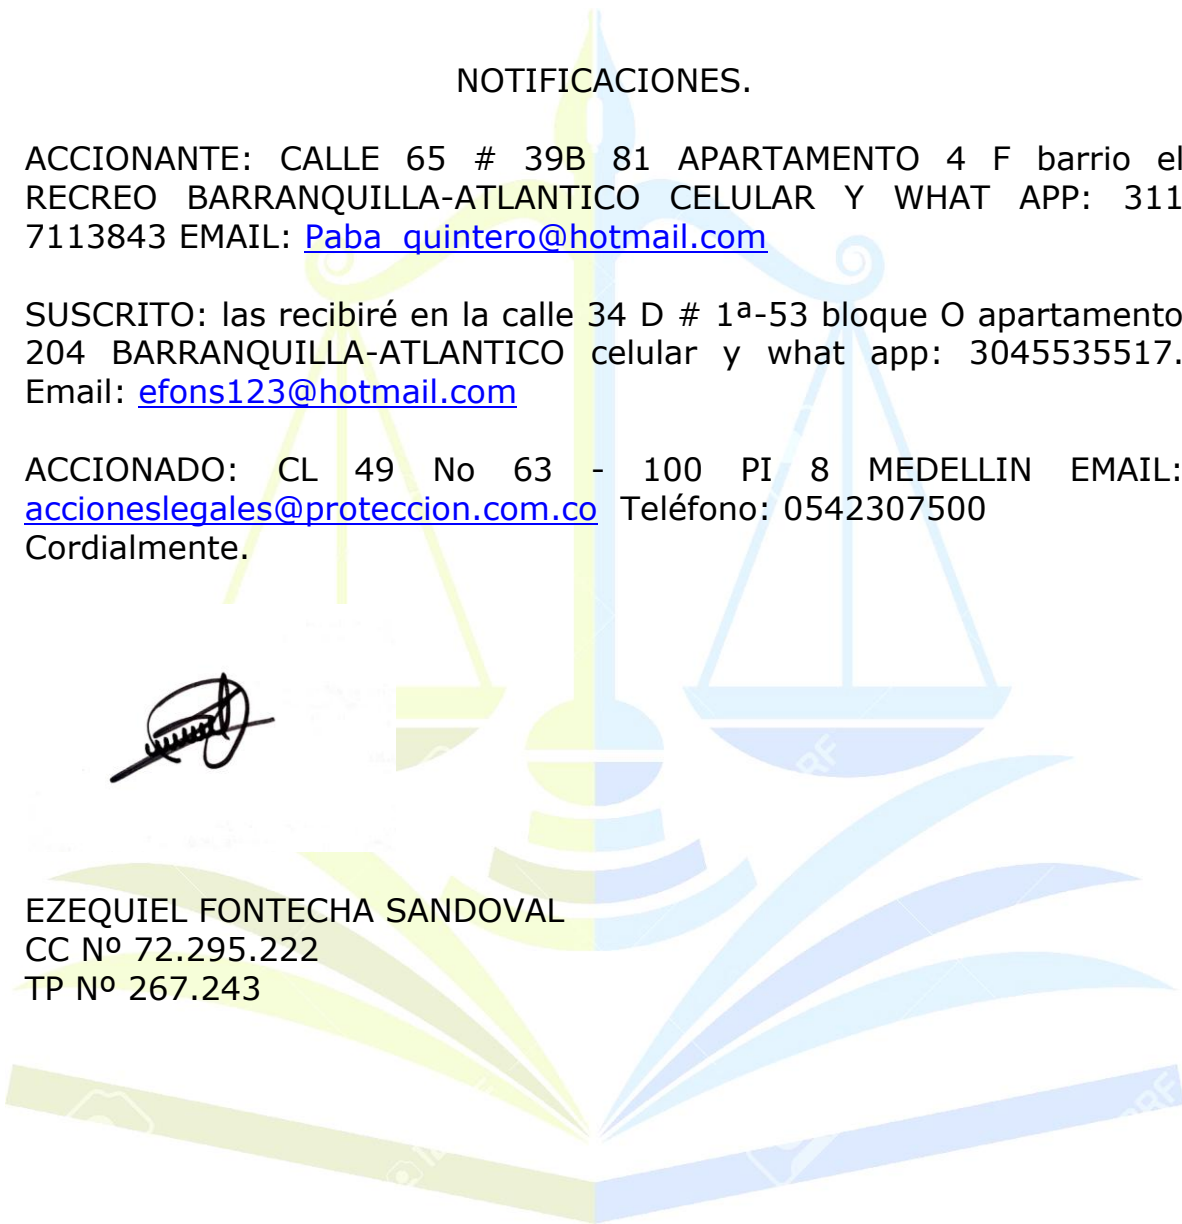 NOTIFICACIONES.
ACCIONANTE: CALLE 65 # 39B 81 APARTAMENTO 4 F barrio el
RECREO BARRANQUILLA-ATLANTICO CELULAR Y WHAT APP: 311
7113843 EMAIL: Paba_quintero@hotmail.com
SUSCRITO: las recibiré en la calle 34 D # 1ª-53 bloque O apartamento
204 BARRANQUILLA-ATLANTICO celular y what app: 3045535517.
Email: efons123@hotmail.com
ACCIONADO: CL 49 No 63 - 100 PI 8 MEDELLIN EMAIL:
accioneslegales@proteccion.com.co Teléfono: 0542307500
Cordialmente.
EZEQUIEL FONTECHA SANDOVAL
CC Nº 72.295.222
TP Nº 267.243